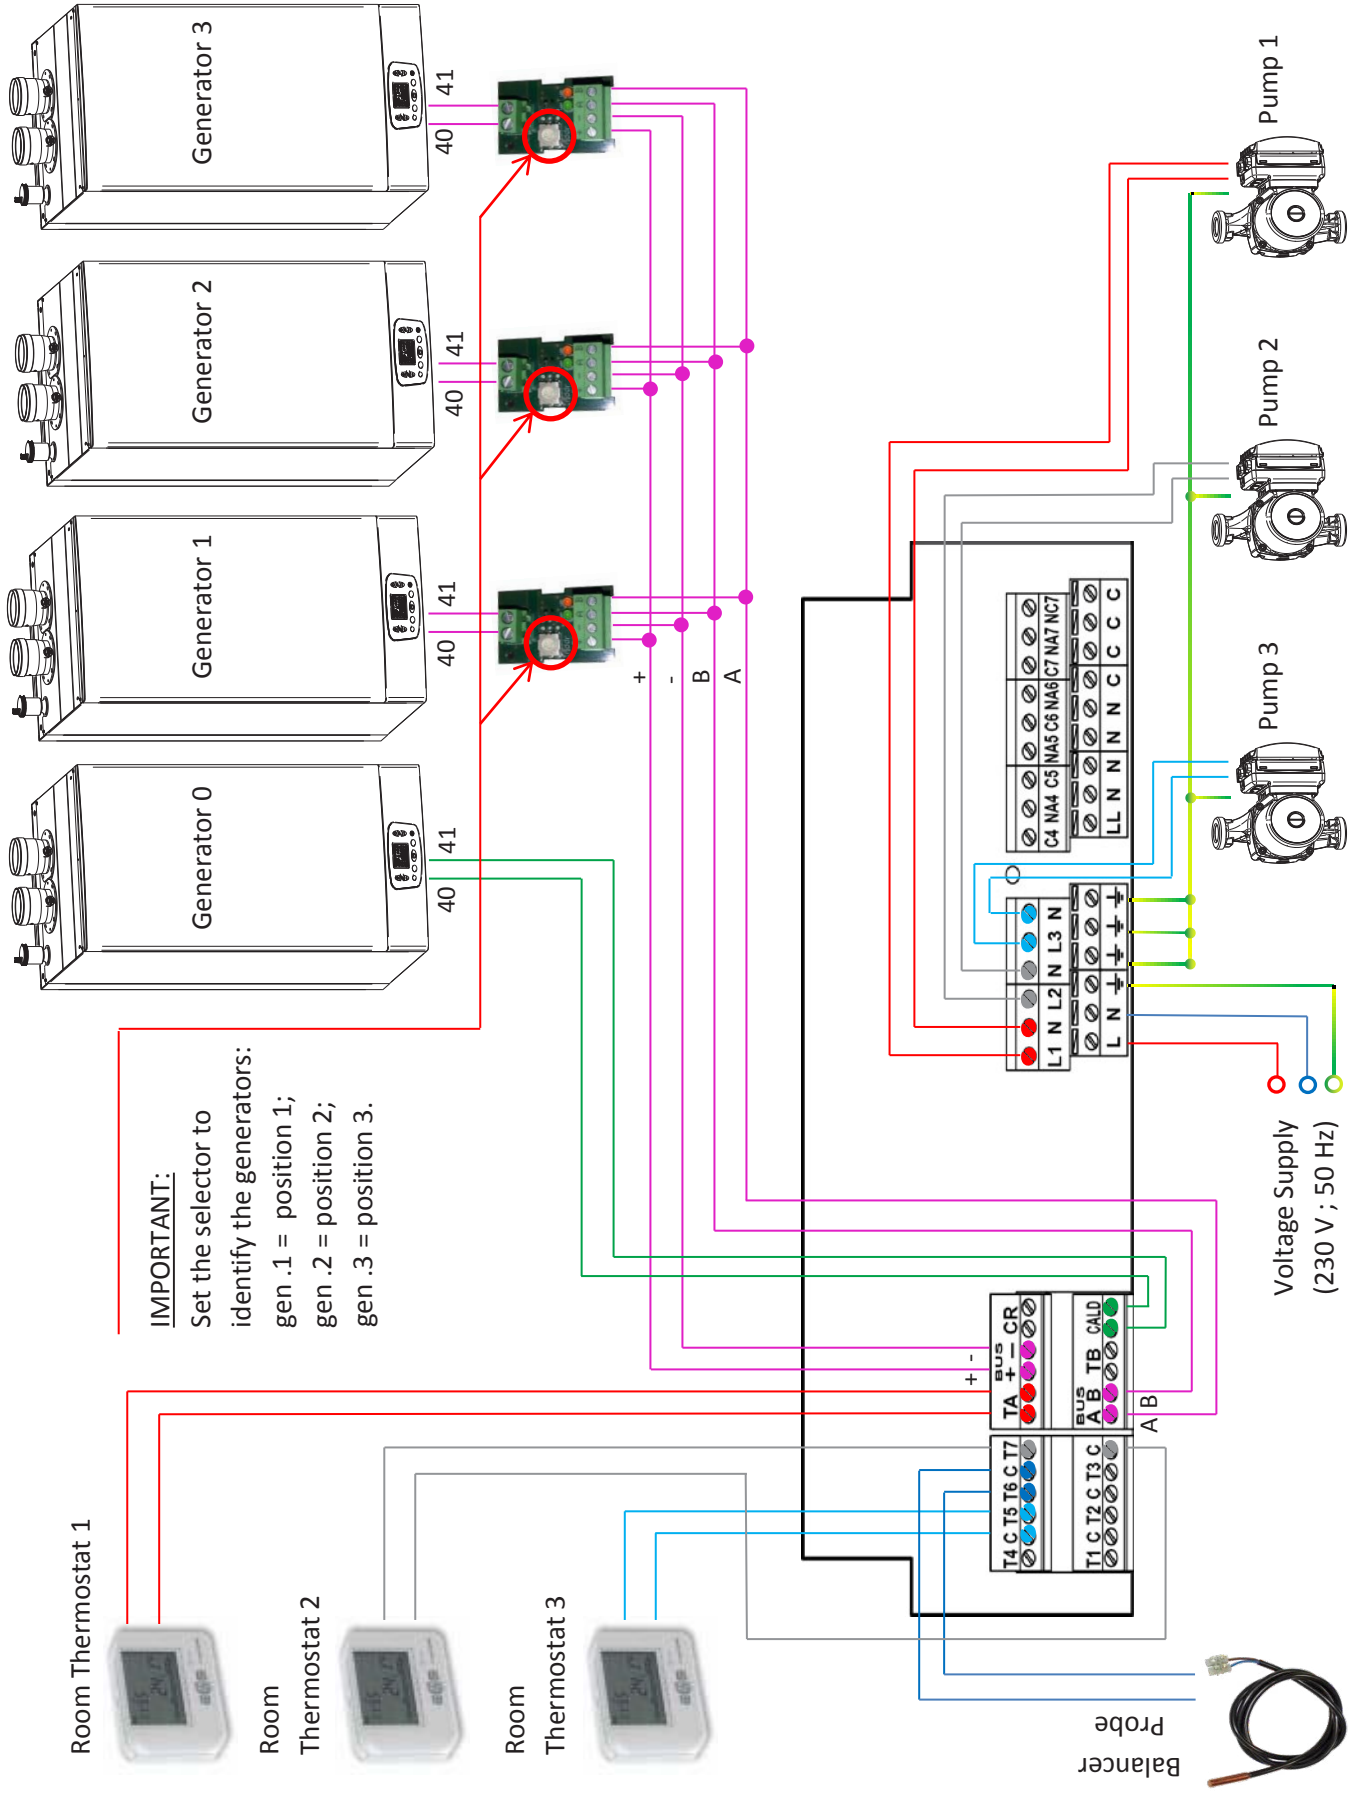 Room Thermostat 1
Room
Thermostat 2
Room
Thermostat 3
Balancer
Probe
IMPORTANT:
Set the selector to
identify the generators:
gen .1 = position 1;
gen .2 = position 2;
gen .3 = position 3.
Generator 0
40 41
Generator 1
40 41
Generator 2
40 41
Generator 3
40 41
+
-
B
A
+ -
T4 C T5 T6 C T7
TA BUS + – CR
T1 C T2 C T3 C
BUS A B TB CALD
A B
L1 N L2 N L3 N
L N
C4 NA4 C5 NA5 C6 NA6 C7 NA7 NC7
LL N N N N C C C C
Voltage Supply
(230 V ; 50 Hz)
Pump 3
Pump 2
Pump 1